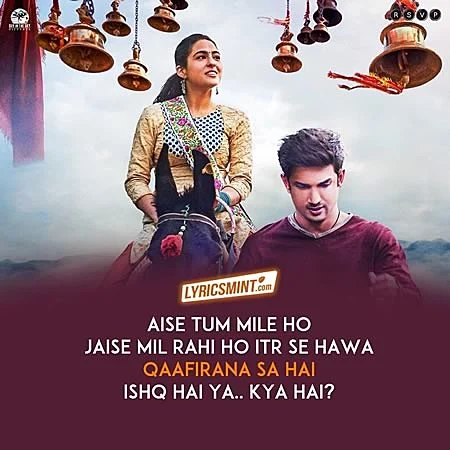 RSVP
LYRICSMINT.com
AISE TUM MILE HO
JAISE MIL RAHI HO ITR SE HAWA
QAAFIRANA SA HAI
ISHQ HAI YA.. KYA HAI?